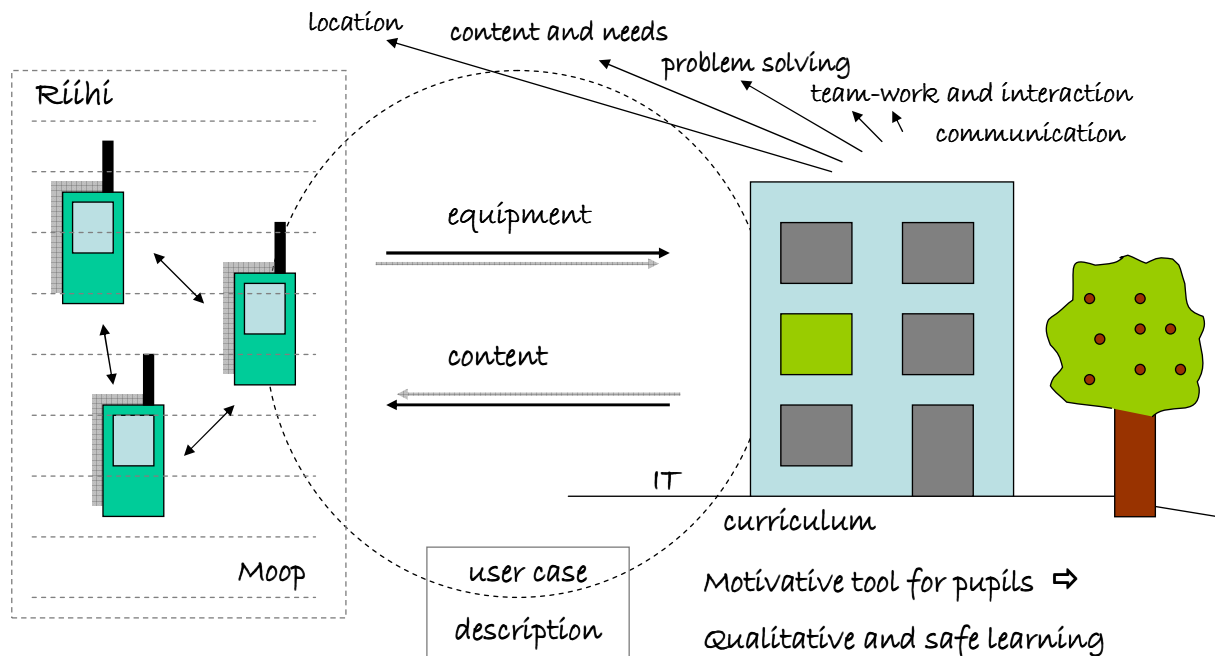 location
content and needs
problem solving
team-work and interaction
communication
Riihi
equipment
content
IT
curriculum
Moop
user case
description
Motivative tool for pupils ⇨
Qualitative and safe learning